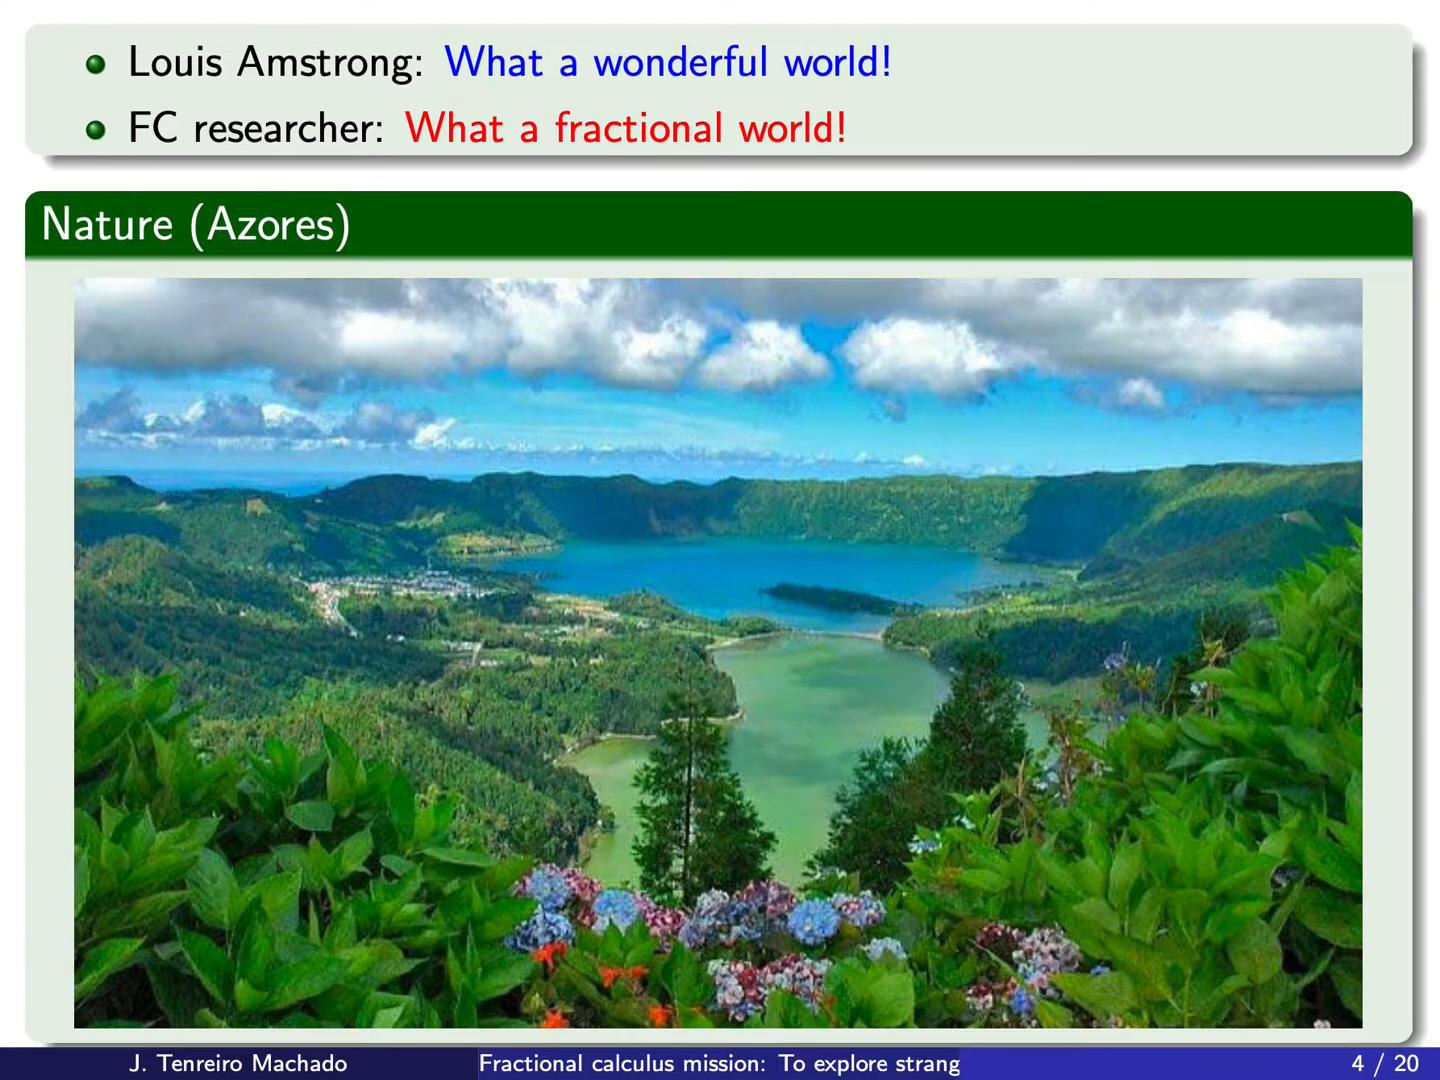 Louis Amstrong: What a wonderful world!
FC researcher: What a fractional world!
Nature (Azores)
J. Tenreiro Machado
Fractional calculus mission: To explore strang
4 / 20